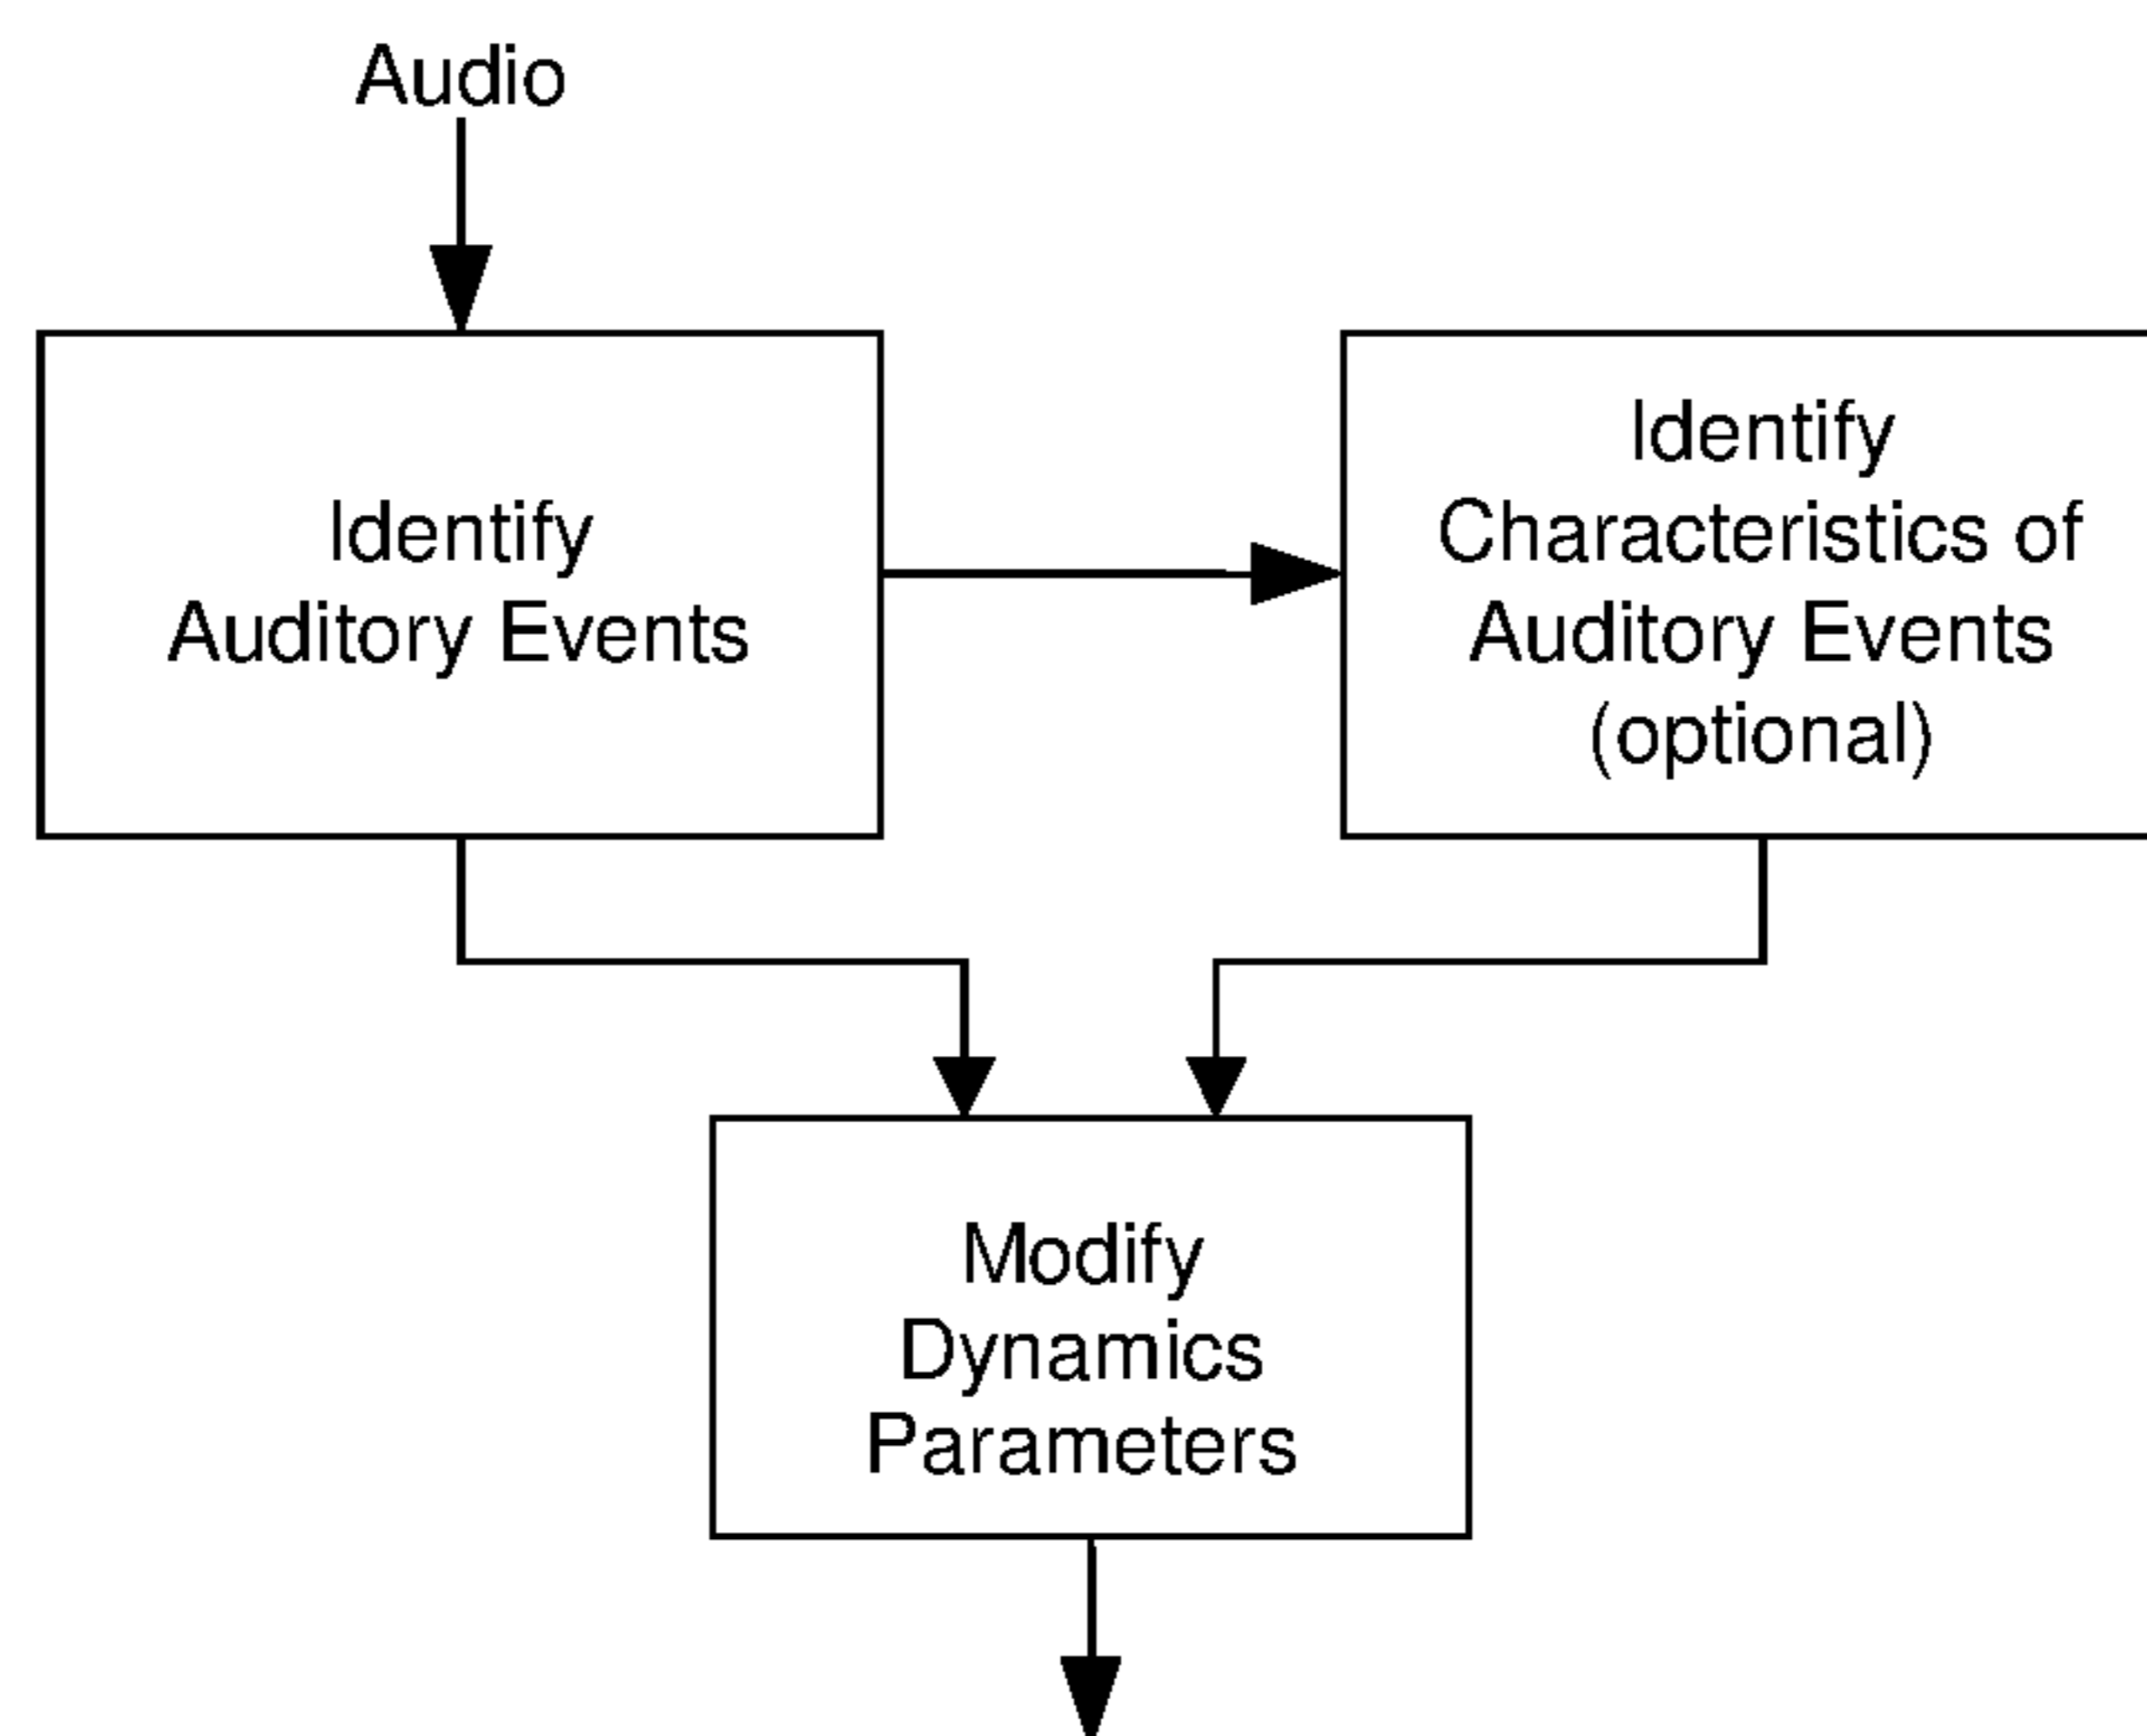 Audio
Identify
Auditory Events
Identify
Characteristics of
Auditory Events
(optional)
Modify
Dynamics
Parameters